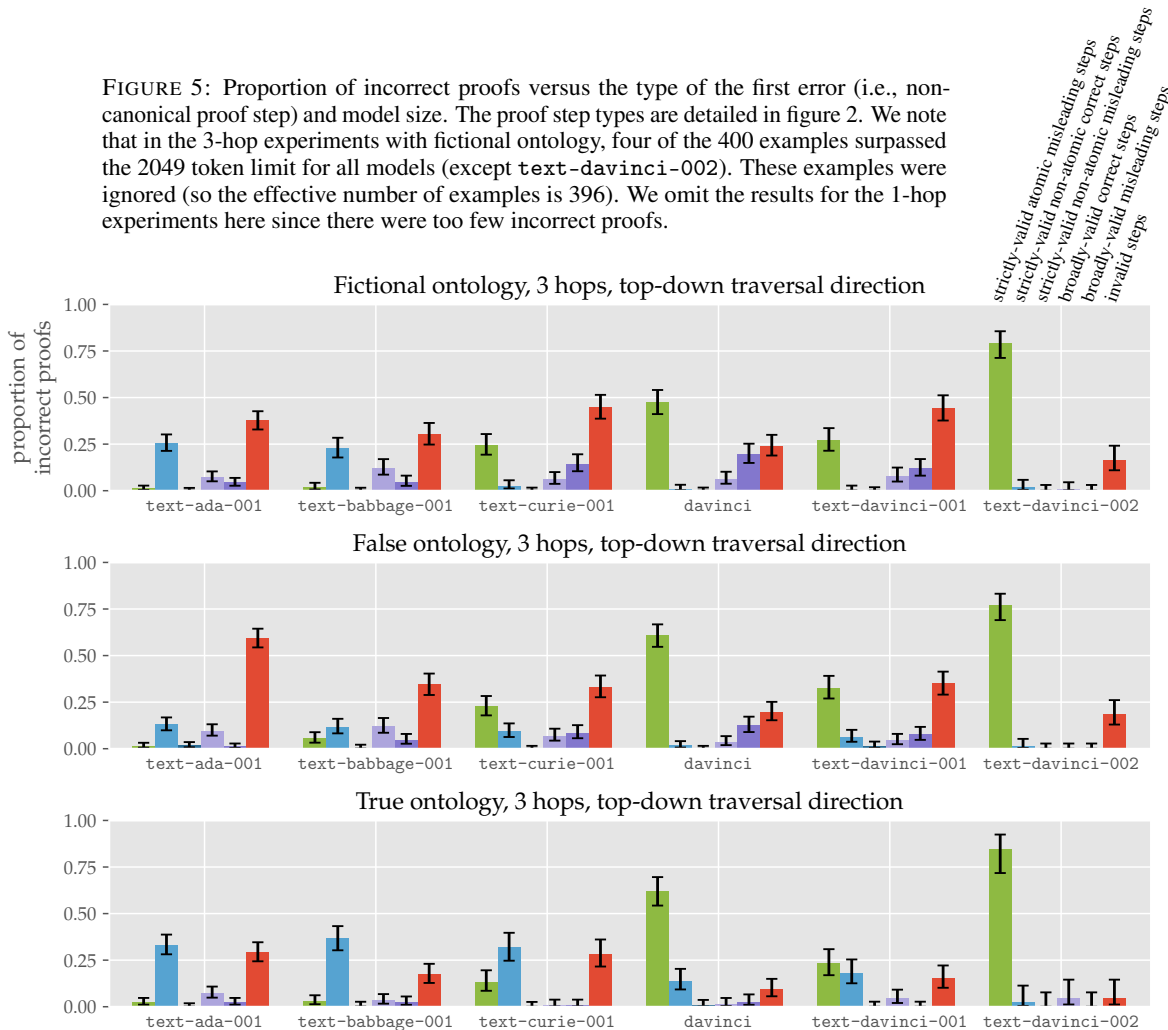 FIGURE 5: Proportion of incorrect proofs versus the type of the first error (i.e., non-
canonical proof step) and model size. The proof step types are detailed in figure 2. We note
that in the 3-hop experiments with fictional ontology, four of the 400 examples surpassed
the 2049 token limit for all models (except text-davinci-002). These examples were
ignored (so the effective number of examples is 396). We omit the results for the 1-hop
experiments here since there were too few incorrect proofs.
strictly-valid atomic misleading steps
strictly-valid non-atomic correct steps
strictly-valid non-atomic misleading steps
broadly-valid correct steps
broadly-valid misleading steps
invalid steps
Fictional ontology, 3 hops, top-down traversal direction
proportion of
incorrect proofs
1.00
0.75
0.50
0.25
0.00
text-ada-001 text-babbage-001 text-curie-001 davinci text-davinci-001 text-davinci-002
False ontology, 3 hops, top-down traversal direction
1.00
0.75
0.50
0.25
0.00
text-ada-001 text-babbage-001 text-curie-001 davinci text-davinci-001 text-davinci-002
True ontology, 3 hops, top-down traversal direction
1.00
0.75
0.50
0.25
0.00
text-ada-001 text-babbage-001 text-curie-001 davinci text-davinci-001 text-davinci-002